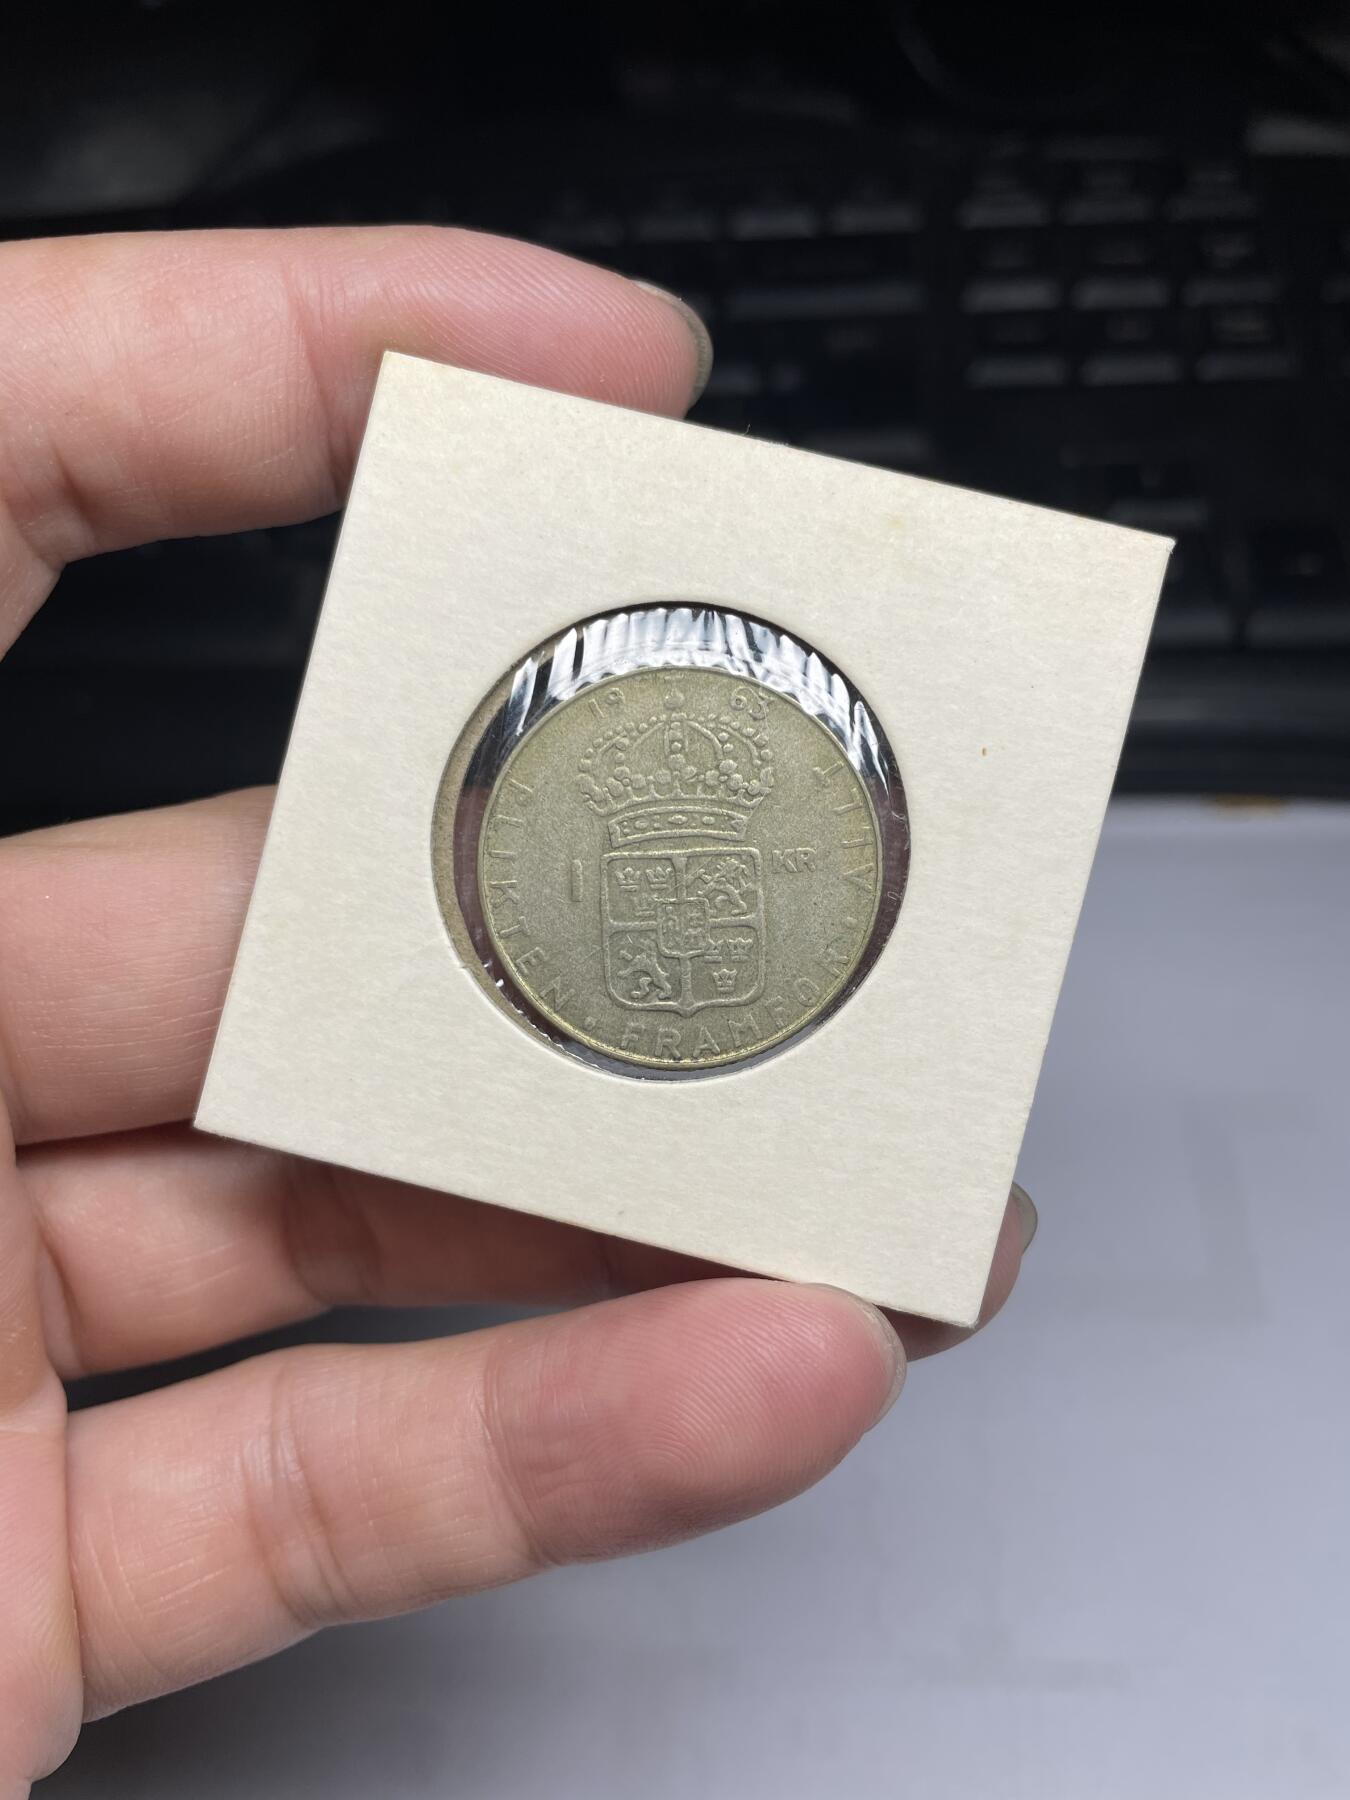 19 63
1 KR
PLIKTEN · FRAMFÖR · ALLT